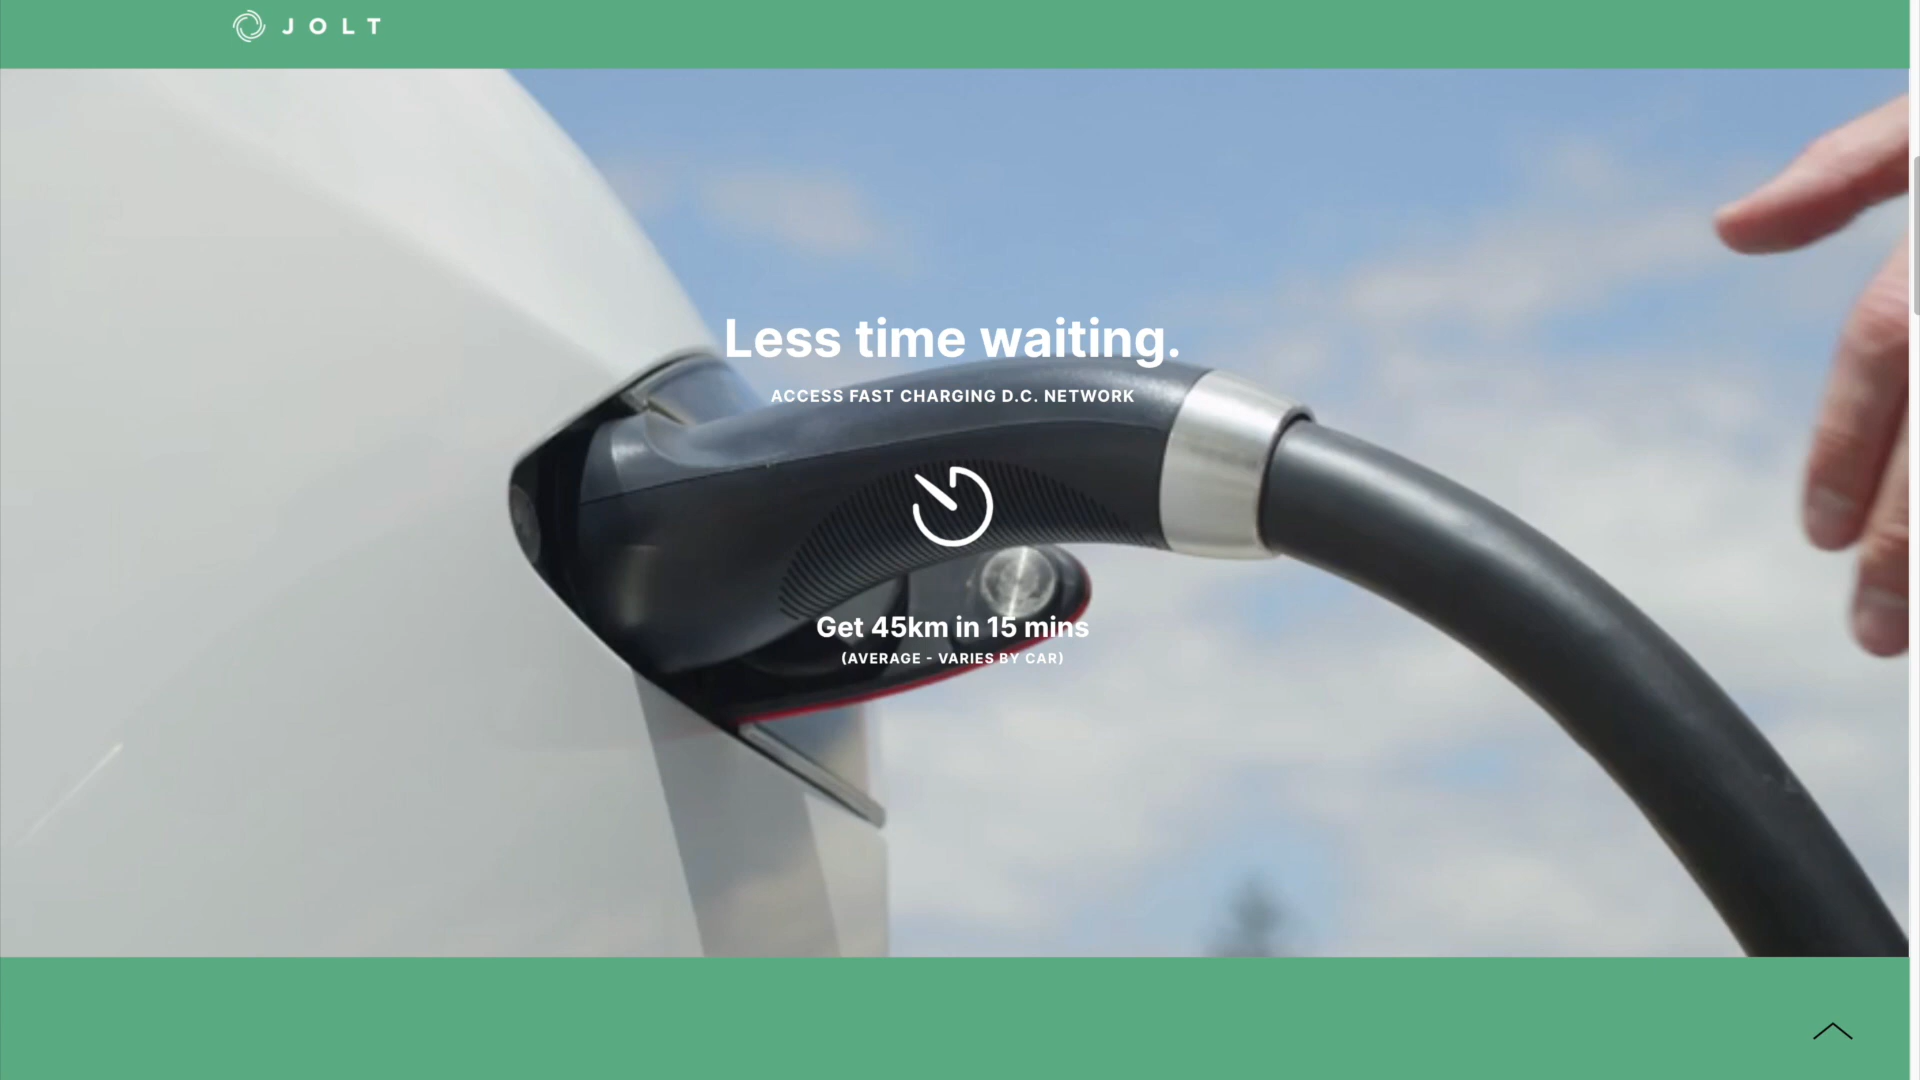 JOLT
Less time waiting.
ACCESS FAST CHARGING D.C. NETWORK
Get 45km in 15 mins
(AVERAGE - VARIES BY CAR)